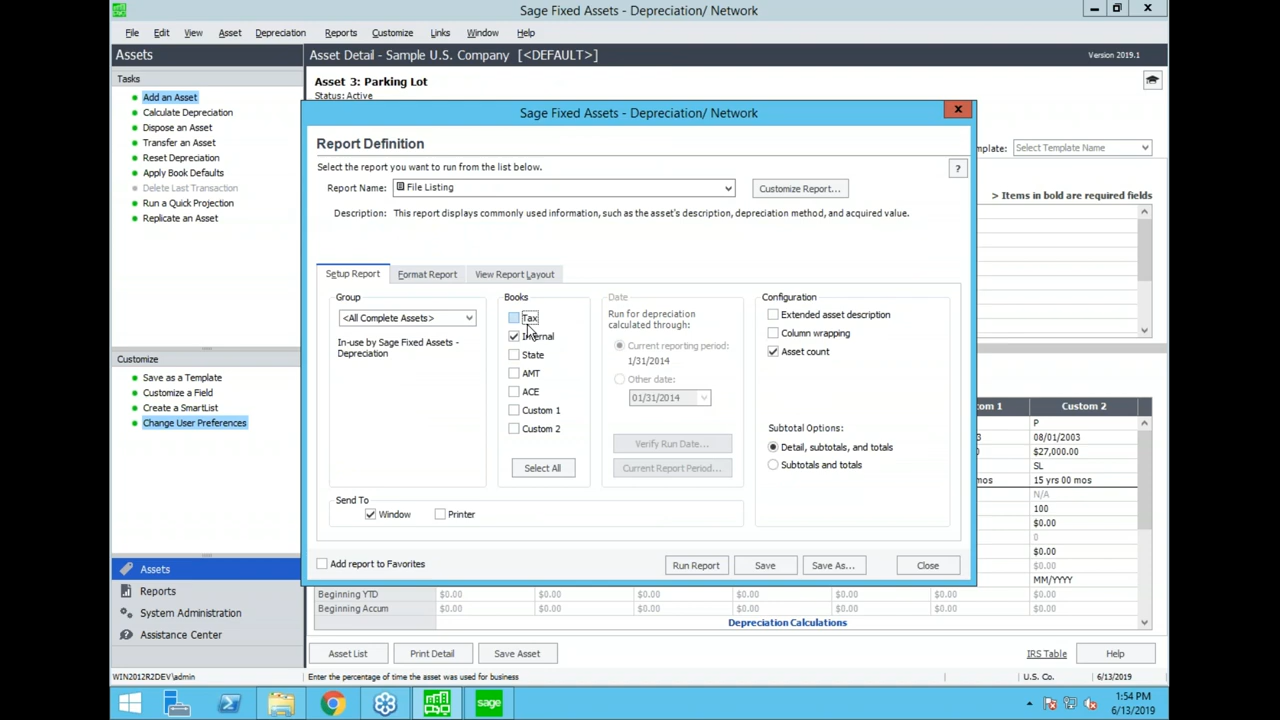 Sage Fixed Assets - Depreciation/ Network
File Edit View Asset Depreciation Reports Customize Links Window Help
Assets
Asset Detail - Sample U.S. Company [<DEFAULT>]
Version 2019.1
Tasks
Add an Asset
Calculate Depreciation
Dispose an Asset
Transfer an Asset
Reset Depreciation
Apply Book Defaults
Delete Last Transaction
Run a Quick Projection
Replicate an Asset
Customize
Save as a Template
Customize a Field
Create a SmartList
Change User Preferences
Assets
Reports
System Administration
Assistance Center
Asset 3: Parking Lot
Status: Active
plate: Select Template Name
> Items in bold are required fields
Sage Fixed Assets - Depreciation/ Network
Report Definition
Select the report you want to run from the list below.
?
Report Name: File Listing
Customize Report...
Description: This report displays commonly used information, such as the asset's description, depreciation method, and acquired value.
Setup Report Format Report View Report Layout
Group
<All Complete Assets>
In-use by Sage Fixed Assets -
Depreciation
Books
Tax
Internal
State
AMT
ACE
Custom 1
Custom 2
Select All
Date
Run for depreciation
calculated through:
Current reporting period:
1/31/2014
Other date:
01/31/2014
Verify Run Date...
Current Report Period...
Configuration
Extended asset description
Column wrapping
Asset count
Subtotal Options:
Detail, subtotals, and totals
Subtotals and totals
Send To
Window Printer
Add report to Favorites
Run Report Save Save As... Close
om 1 Custom 2
P
3 08/01/2003
$27,000.00
SL
mos 15 yrs 00 mos
N/A
100
$0.00
0
$0.00
$0.00
MM/YYYY
Beginning YTD $0.00 $0.00 $0.00 $0.00 $0.00 $0.00 $0.00
Beginning Accum $0.00 $0.00 $0.00 $0.00 $0.00 $0.00 $0.00
Depreciation Calculations
Asset List Print Detail Save Asset IRS Table Help
WIN2012R2DEV\admin Enter the percentage of time the asset was used for business U.S. Co. 6/13/2019
sage
1:54 PM
6/13/2019